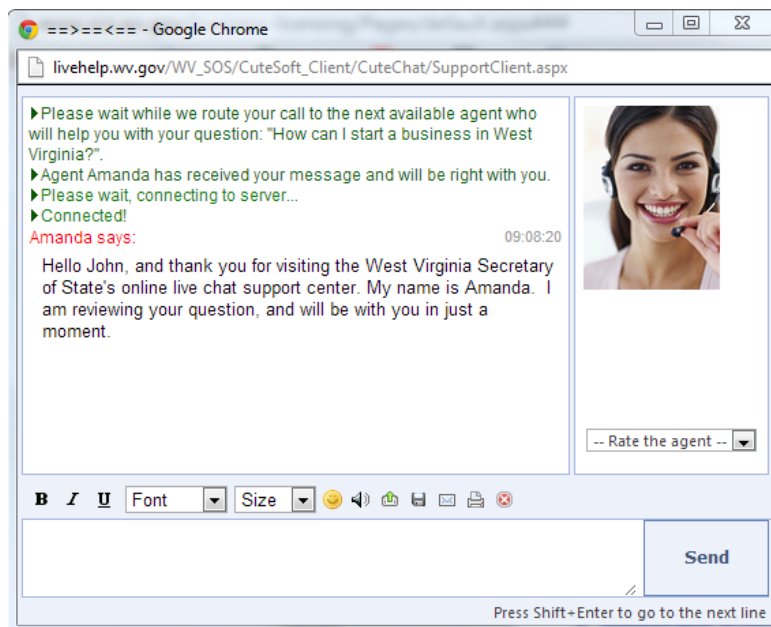 ==>==<== - Google Chrome
livehelp.wv.gov/WV_SOS/CuteSoft_Client/CuteChat/SupportClient.aspx
Please wait while we route your call to the next available agent who
will help you with your question: "How can I start a business in West
Virginia?".
Agent Amanda has received your message and will be right with you.
Please wait, connecting to server...
Connected!
Amanda says: 09:08:20
Hello John, and thank you for visiting the West Virginia Secretary
of State's online live chat support center. My name is Amanda.  I
am reviewing your question, and will be with you in just a
moment.
-- Rate the agent --
B I U Font Size
Send
Press Shift+Enter to go to the next line